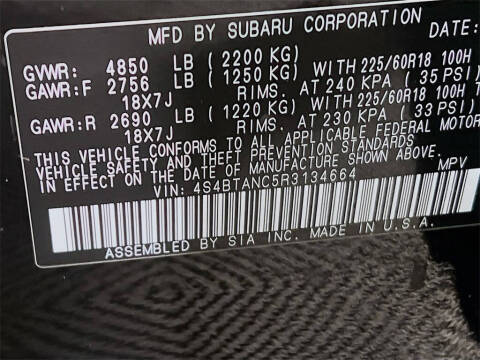 MFD BY SUBARU CORPORATION DATE:
GVWR: 4850 LB (2200 KG)
GAWR:F 2756 LB (1250 KG) WITH 225/60R18 100H
18X7J RIMS. AT 240 KPA (35 PSI)
GAWR:R 2690 LB (1220 KG) WITH 225/60R18 100H T
18X7J RIMS. AT 230 KPA (33 PSI)
THIS VEHICLE CONFORMS TO ALL APPLICABLE FEDERAL MOTOR
VEHICLE SAFETY AND THEFT PREVENTION STANDARDS
IN EFFECT ON THE DATE OF MANUFACTURE SHOWN ABOVE.
VIN: 4S4BTANC5R3134664 MPV
ASSEMBLED BY SIA INC. MADE IN U.S.A.